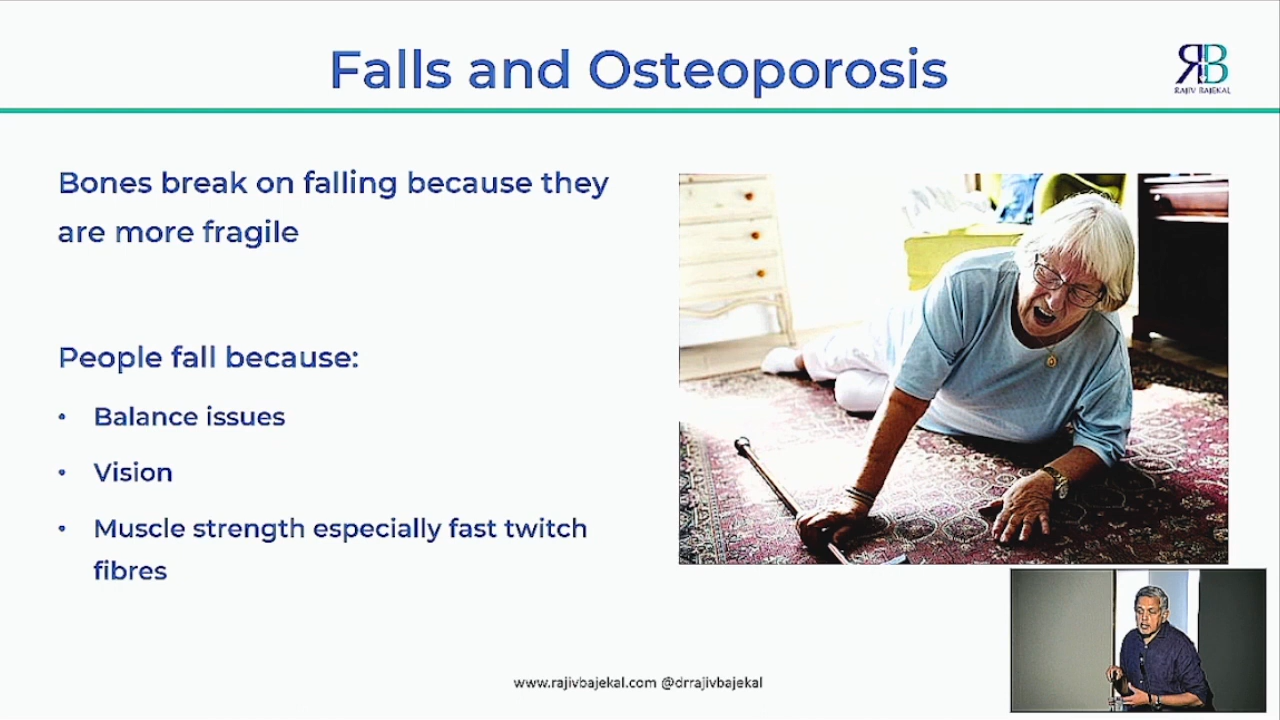 Falls and Osteoporosis
RB
RAJIV BAJEKAL
Bones break on falling because they
are more fragile
People fall because:
• Balance issues
• Vision
• Muscle strength especially fast twitch
fibres
www.rajivbajekal.com @drrajivbajekal